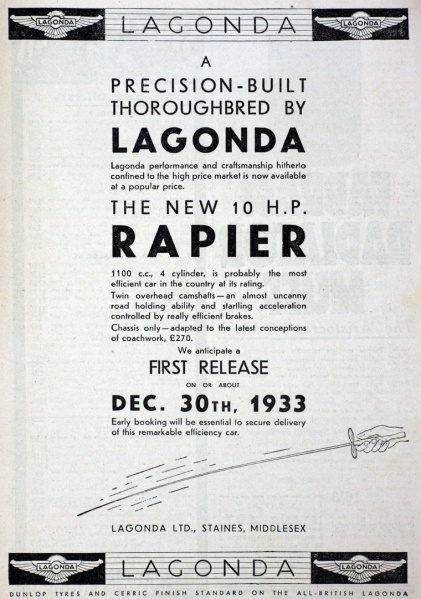 LAGONDA LAGONDA LAGONDA
A
PRECISION-BUILT
THOROUGHBRED BY
LAGONDA
Lagonda performance and craftsmanship hitherto
confined to the high price market is now available
at a popular price.
THE NEW 10 H.P.
RAPIER
1100 c.c., 4 cylinder, is probably the most
efficient car in the country at its rating.
Twin overhead camshafts—an almost uncanny
road holding ability and startling acceleration
controlled by really efficient brakes.
Chassis only—adapted to the latest conceptions
of coachwork, £270.
We anticipate a
FIRST RELEASE
ON OR ABOUT
DEC. 30TH, 1933
Early booking will be essential to secure delivery
of this remarkable efficiency car.
LAGONDA LTD., STAINES, MIDDLESEX
LAGONDA LAGONDA LAGONDA
DUNLOP TYRES AND CERRIC FINISH STANDARD ON THE ALL-BRITISH LAGONDA